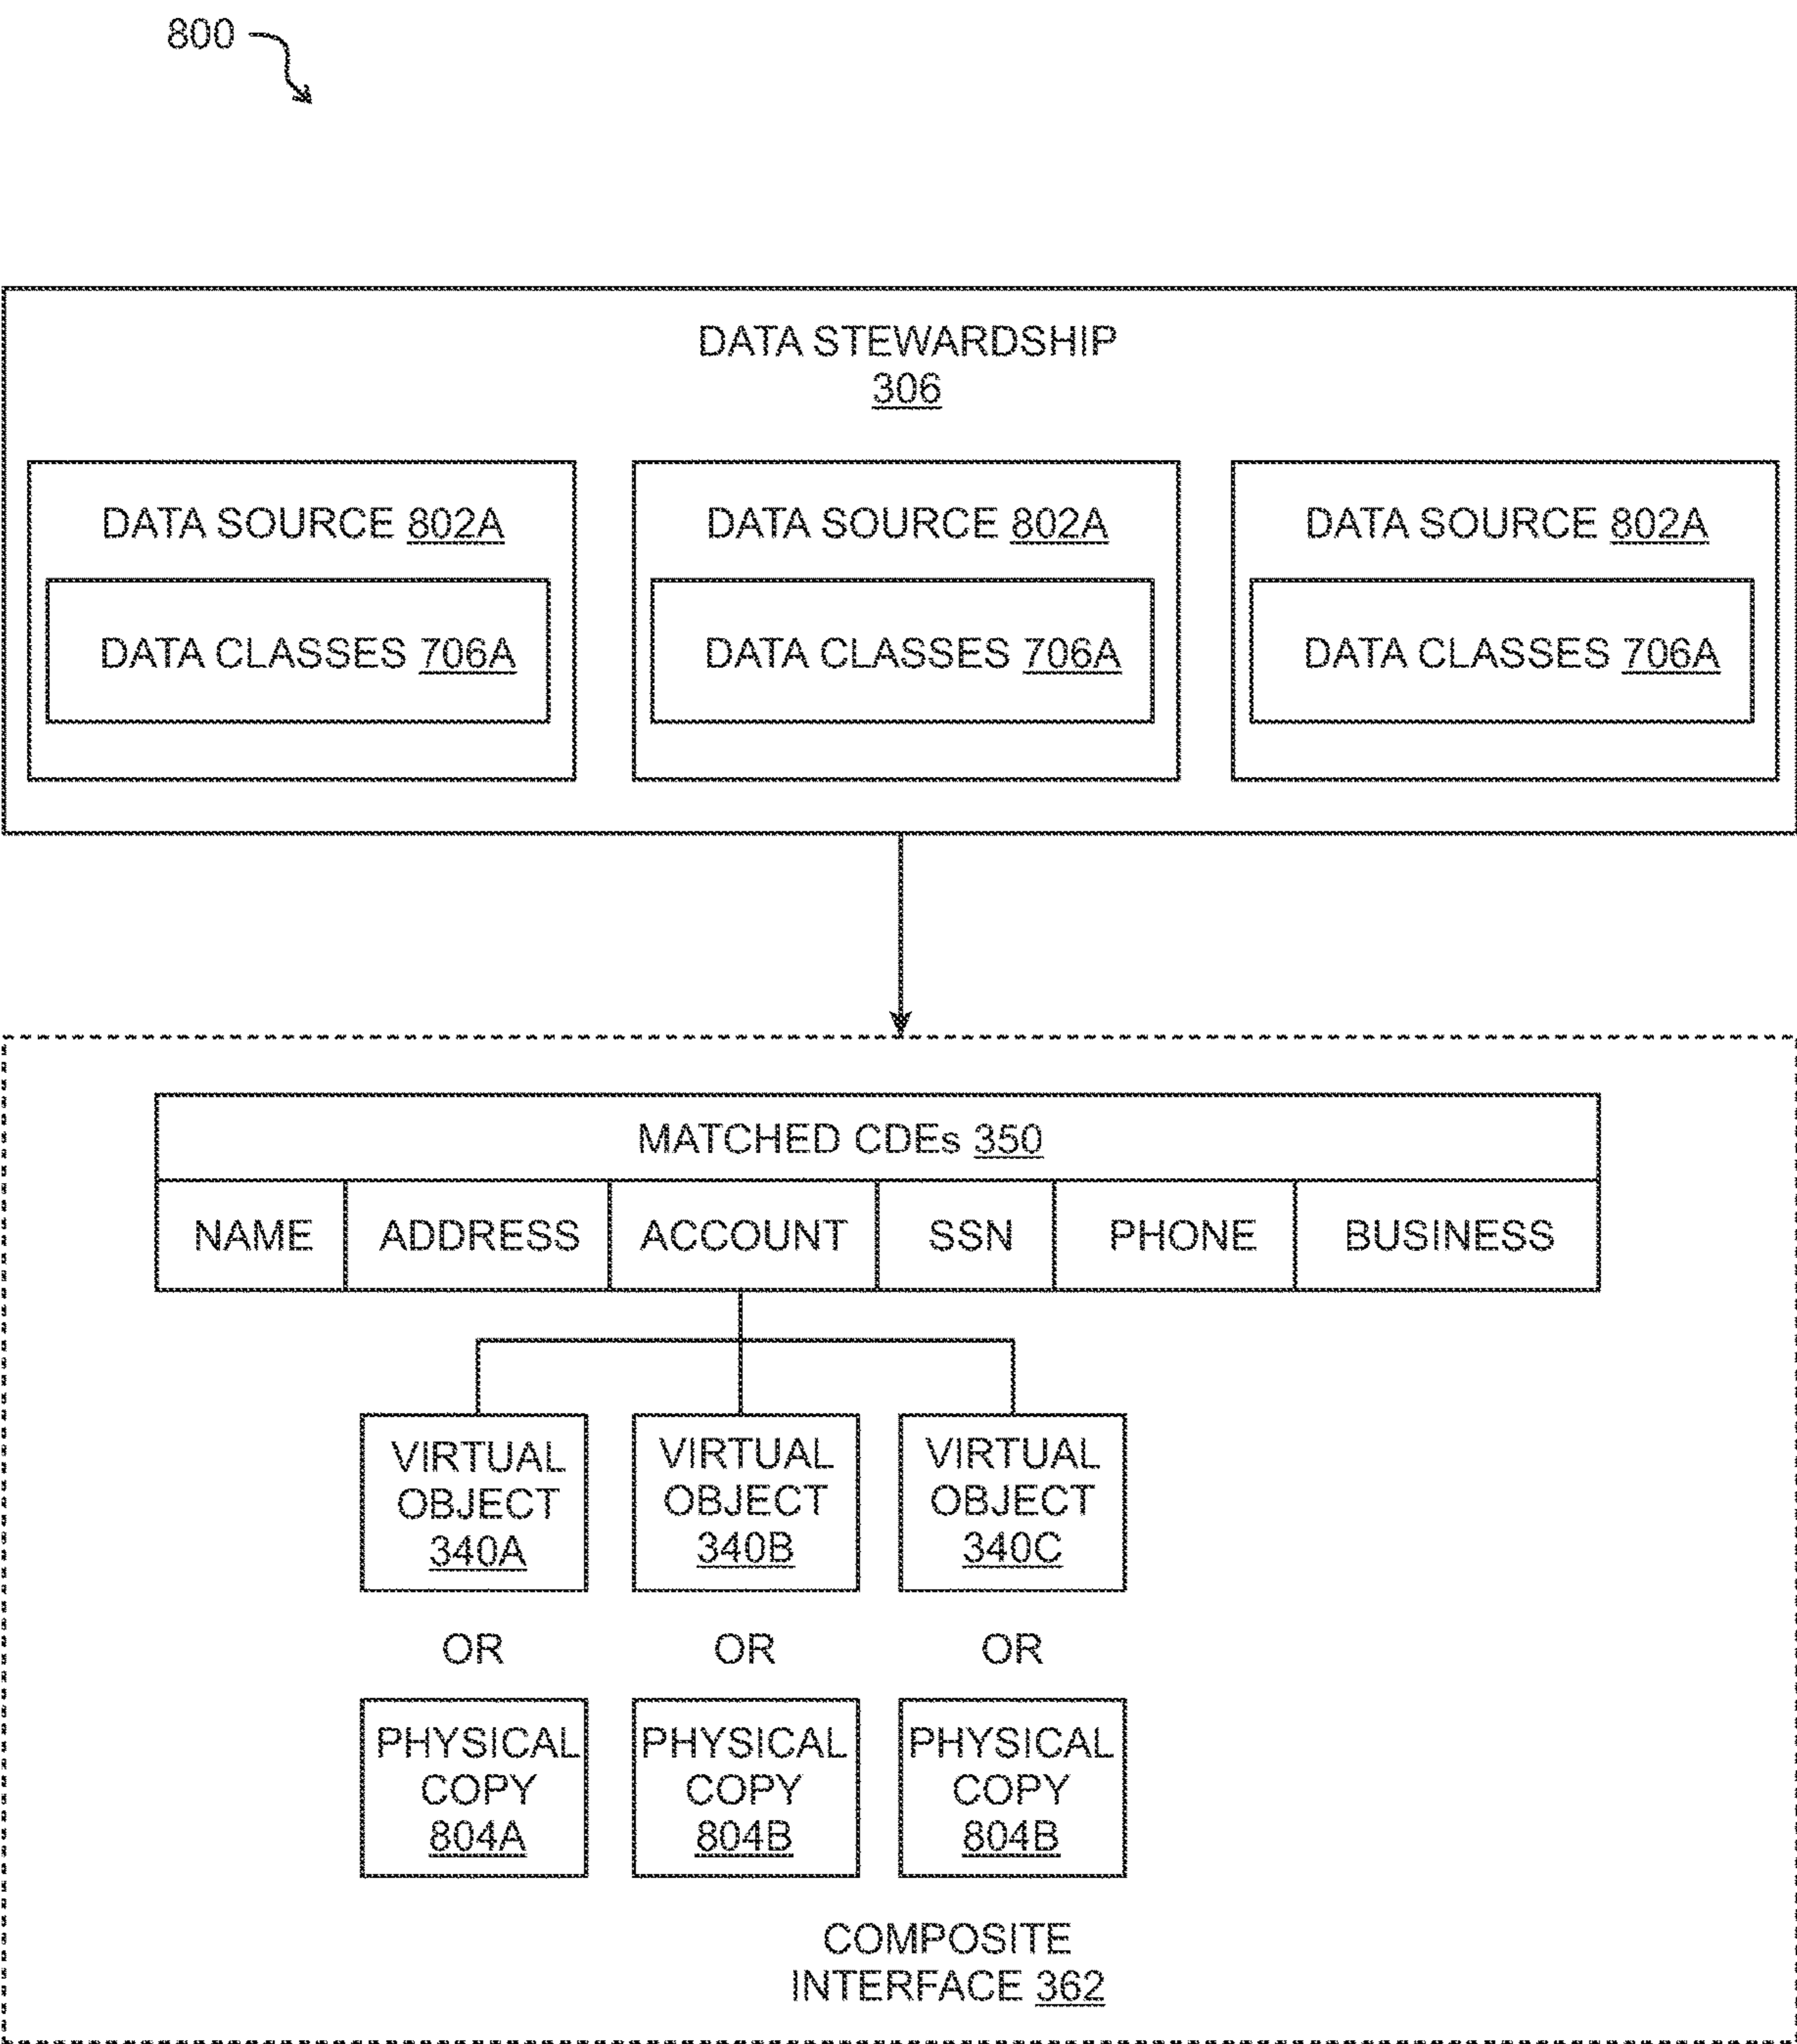 800
DATA STEWARDSHIP
306
DATA SOURCE 802A
DATA SOURCE 802A
DATA SOURCE 802A
DATA CLASSES 706A
DATA CLASSES 706A
DATA CLASSES 706A
MATCHED CDEs 350
NAME
ADDRESS
ACCOUNT
SSN
PHONE
BUSINESS
VIRTUAL
OBJECT
340A
VIRTUAL
OBJECT
340B
VIRTUAL
OBJECT
340C
OR
OR
OR
PHYSICAL
COPY
804A
PHYSICAL
COPY
804B
PHYSICAL
COPY
804B
COMPOSITE
INTERFACE 362